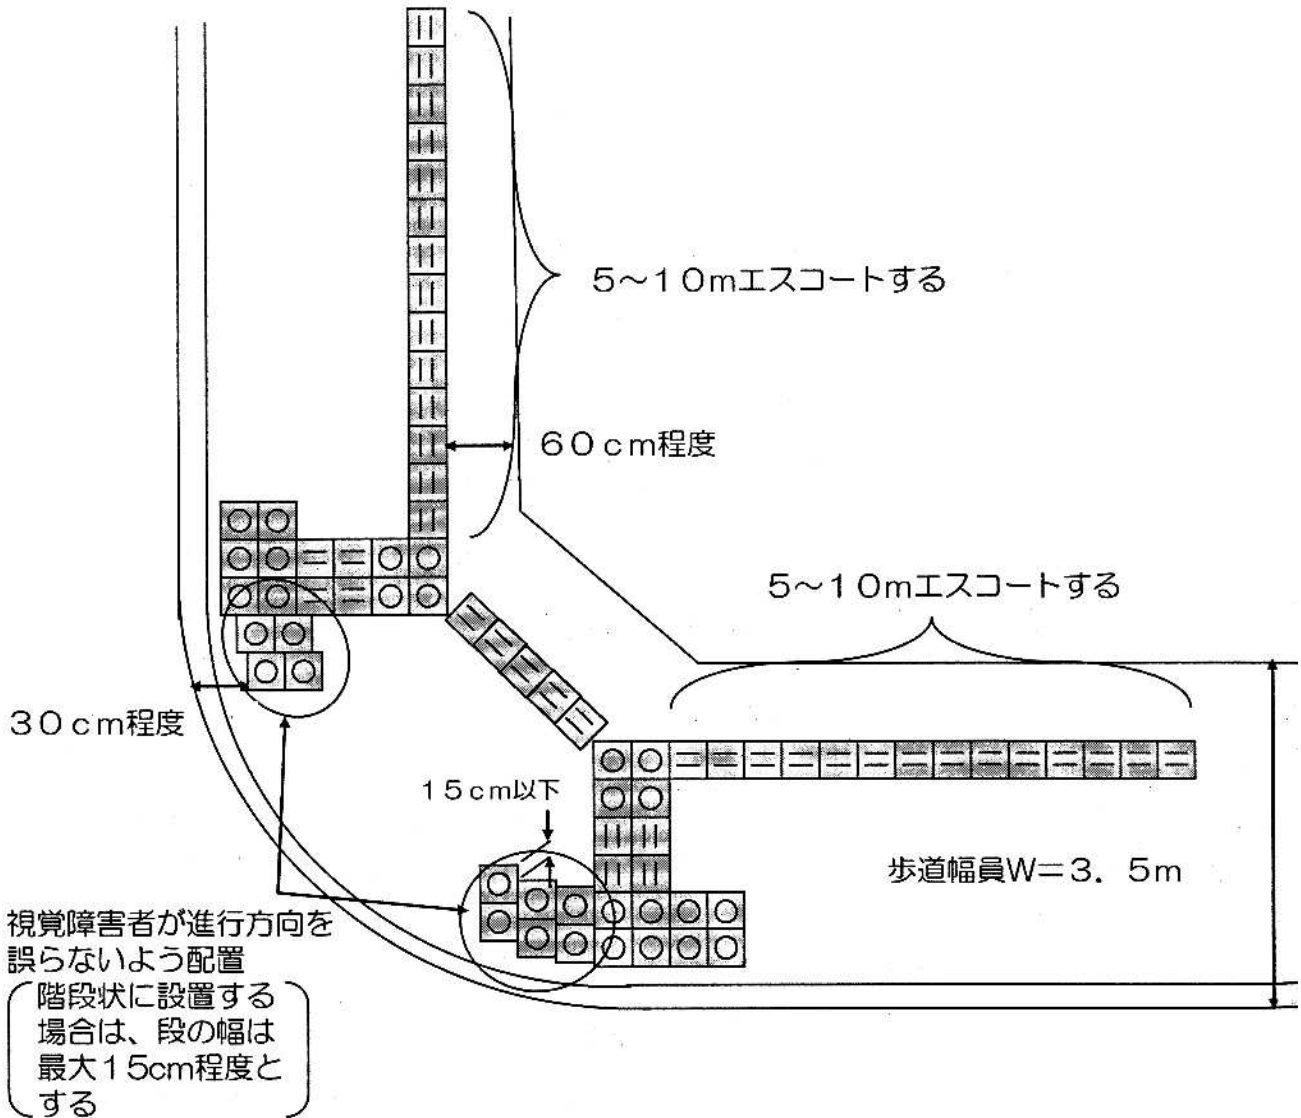 5~10mエスコートする
60cm程度
5~10mエスコートする
30cm程度
15cm以下
歩道幅員W=3.5m
視覚障害者が進行方向を
誤らないよう配置
階段状に設置する
場合は、段の幅は
最大15cm程度と
する